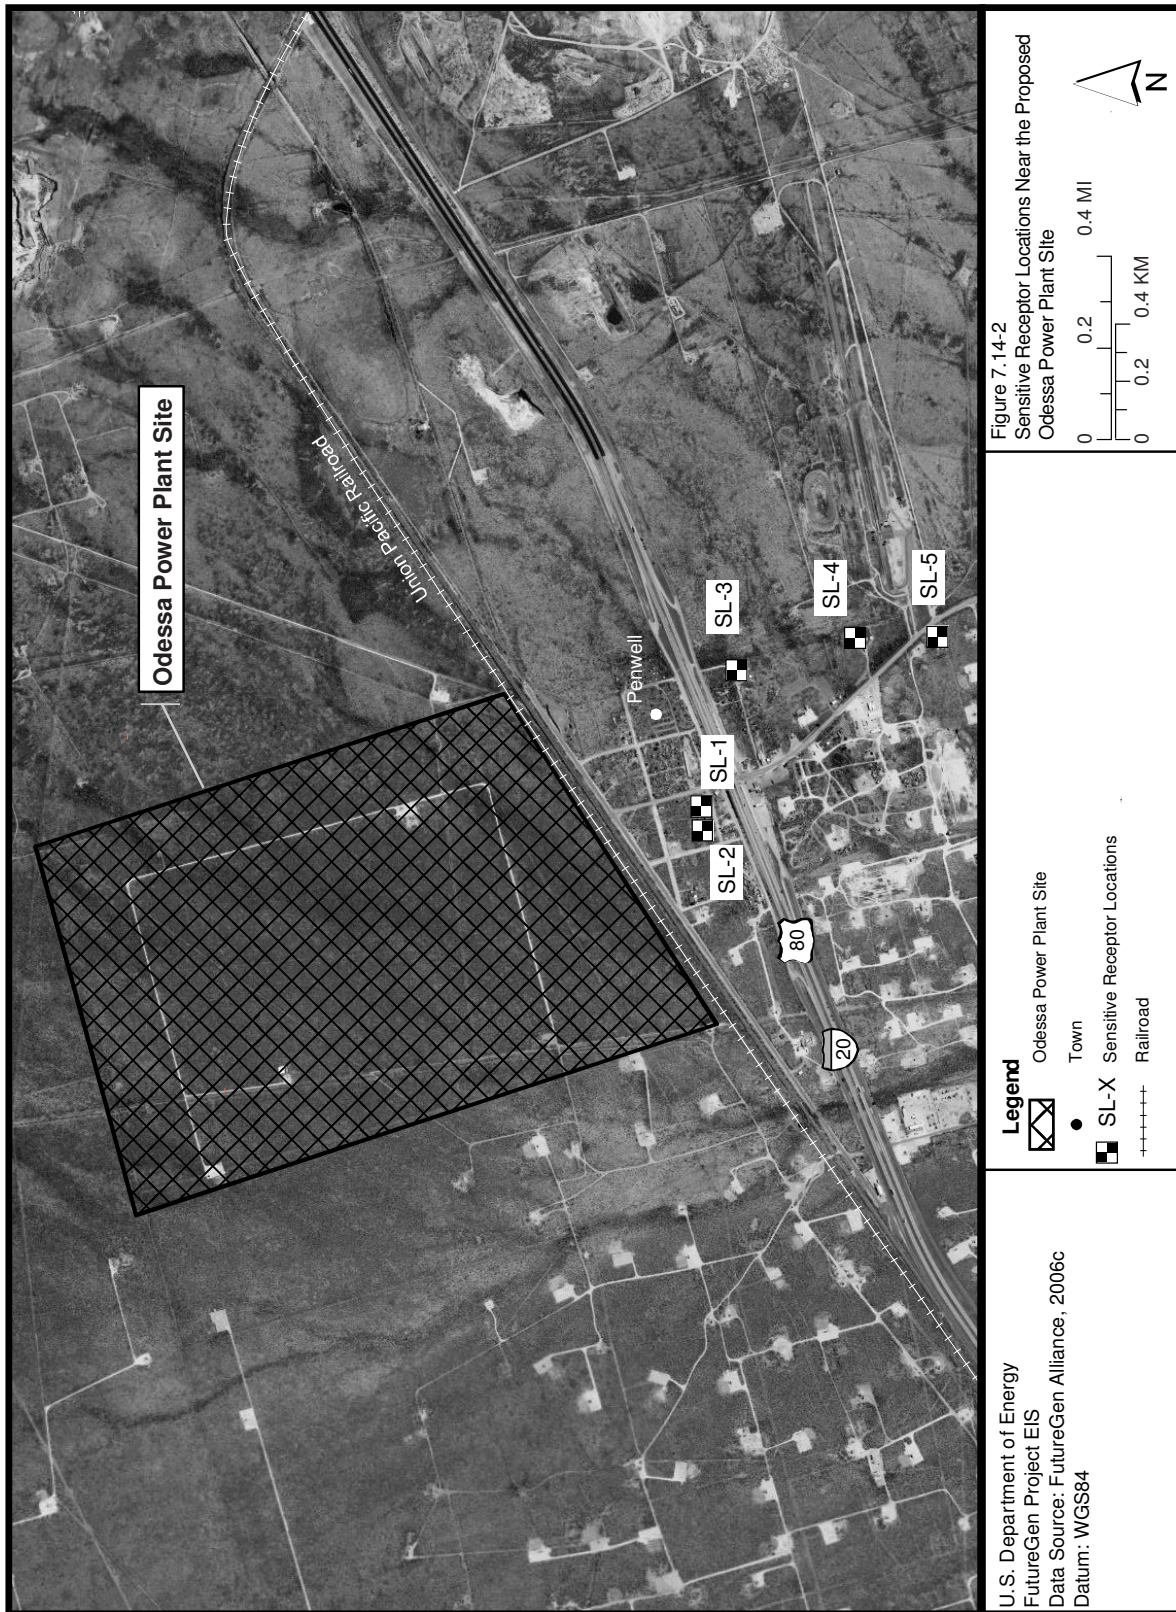 Odessa Power Plant Site
Union Pacific Railroad
Penwell
SL-1
SL-2
SL-3
SL-4
SL-5
80
20
U.S. Department of Energy
FutureGen Project EIS
Data Source: FutureGen Alliance, 2006c
Datum: WGS84
Legend
Odessa Power Plant Site
Town
SL-X Sensitive Receptor Locations
Railroad
Figure 7.14-2
Sensitive Receptor Locations Near the Proposed
Odessa Power Plant SIte
0 0.2 0.4 MI
0 0.2 0.4 KM
N